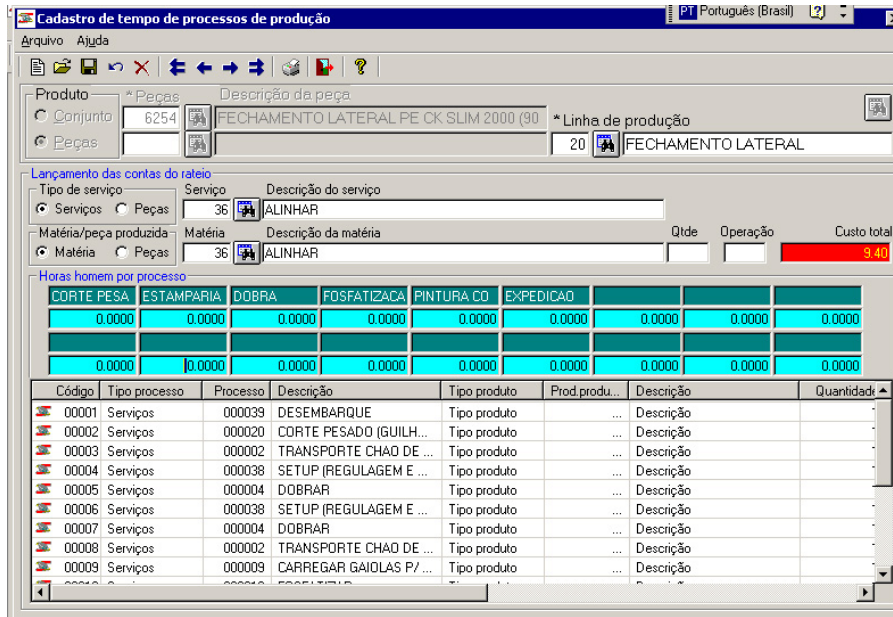 Cadastro de tempo de processos de produção
PT Português (Brasil)
Arquivo Ajuda
Produto * Peças Descrição da peça
Conjunto 6254 FECHAMENTO LATERAL PE CK SLIM 2000 (90
* Linha de produção
Peças 20 FECHAMENTO LATERAL
Lançamento das contas do rateio
Tipo de serviço Serviço Descrição do serviço
Serviços Peças 36 ALINHAR
Matéria/peça produzida Matéria Descrição da matéria Qtde Operação Custo total
Matéria Peças 36 ALINHAR 9.40
Horas homem por processo
CORTE PESA ESTAMPARIA DOBRA FOSFATIZACA PINTURA CO EXPEDICAO
0.0000 0.0000 0.0000 0.0000 0.0000 0.0000 0.0000 0.0000 0.0000
0.0000 0.0000 0.0000 0.0000 0.0000 0.0000 0.0000 0.0000 0.0000
Código Tipo processo Processo Descrição Tipo produto Prod.produ... Descrição Quantidade
00001 Serviços 000039 DESEMBARQUE Tipo produto ... Descrição
00002 Serviços 000020 CORTE PESADO (GUILH... Tipo produto ... Descrição
00003 Serviços 000002 TRANSPORTE CHAO DE ... Tipo produto ... Descrição
00004 Serviços 000038 SETUP (REGULAGEM E ... Tipo produto ... Descrição
00005 Serviços 000004 DOBRAR Tipo produto ... Descrição
00006 Serviços 000038 SETUP (REGULAGEM E ... Tipo produto ... Descrição
00007 Serviços 000004 DOBRAR Tipo produto ... Descrição
00008 Serviços 000002 TRANSPORTE CHAO DE ... Tipo produto ... Descrição
00009 Serviços 000009 CARREGAR GAIOLAS P/ ... Tipo produto ... Descrição